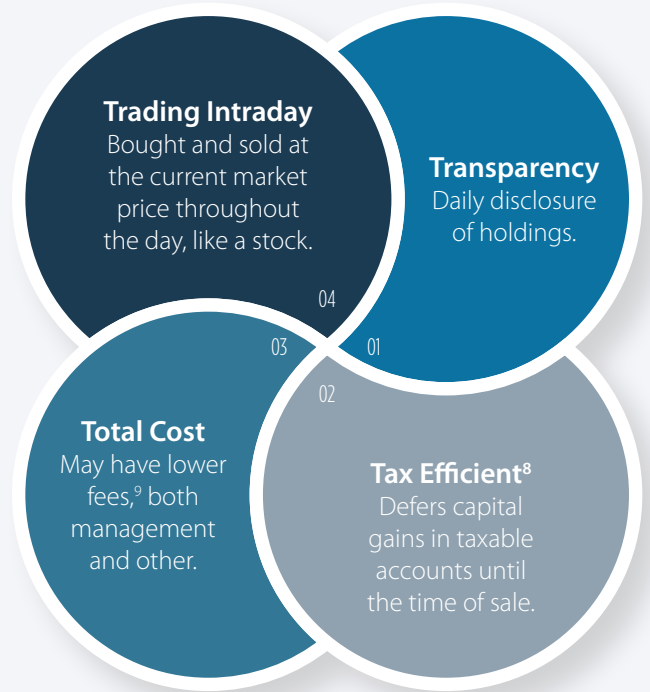 Trading Intraday
Bought and sold at
the current market
price throughout
the day, like a stock.
04
Transparency
Daily disclosure
of holdings.
01
03
Total Cost
May have lower
fees,⁹ both
management
and other.
02
Tax Efficient⁸
Defers capital
gains in taxable
accounts until
the time of sale.